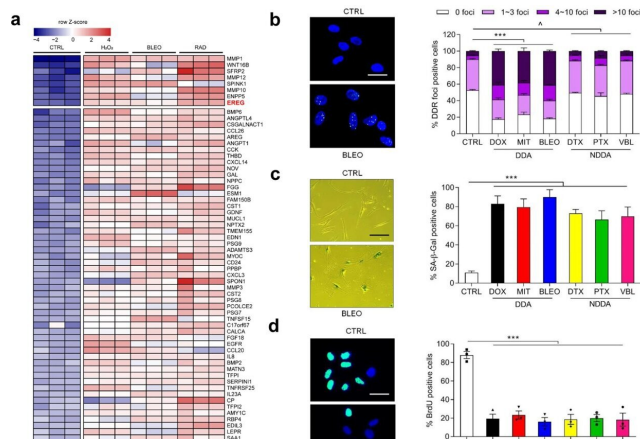 a
row Z-score
-4 -2 0 2 4
CTRL H₂O₂ BLEO RAD
MMP1
WNT16B
SFRP2
MMP12
SPINK1
MMP10
ENPP5
EREG
BMP6
ANGPTL4
CSGALNACT1
CCL26
AREG
ANGPT1
CCK
THBD
CXCL14
NOV
GAL
NPPC
FGG
ESM1
FAM150B
CST1
GDNF
MUCL1
NPTX2
TMEM155
EDN1
PSG9
ADAMTS3
MYOC
CD24
PPBP
CXCL3
SPON1
MMP3
CST2
PSG8
PCOLCE2
PSG7
TNFSF15
C17orf67
CALCA
FGF18
EGFR
CCL20
IL8
BMP2
MATN3
TFPI
SERPINI1
TNFRSF25
IL23A
CP
TFPI2
AMY1C
RBP4
EDIL3
LEPR
SAA1
b
CTRL
BLEO
0 foci 1~3 foci 4~10 foci >10 foci
% DDR foci positive cells
100
80
60
40
20
0
***
^
CTRL DOX MIT BLEO DTX PTX VBL
DDA NDDA
c
CTRL
BLEO
% SA-β-Gal positive cells
100
80
60
40
20
0
***
CTRL DOX MIT BLEO DTX PTX VBL
DDA NDDA
d
CTRL
% BrdU positive cells
100
80
60
40
20
0
***